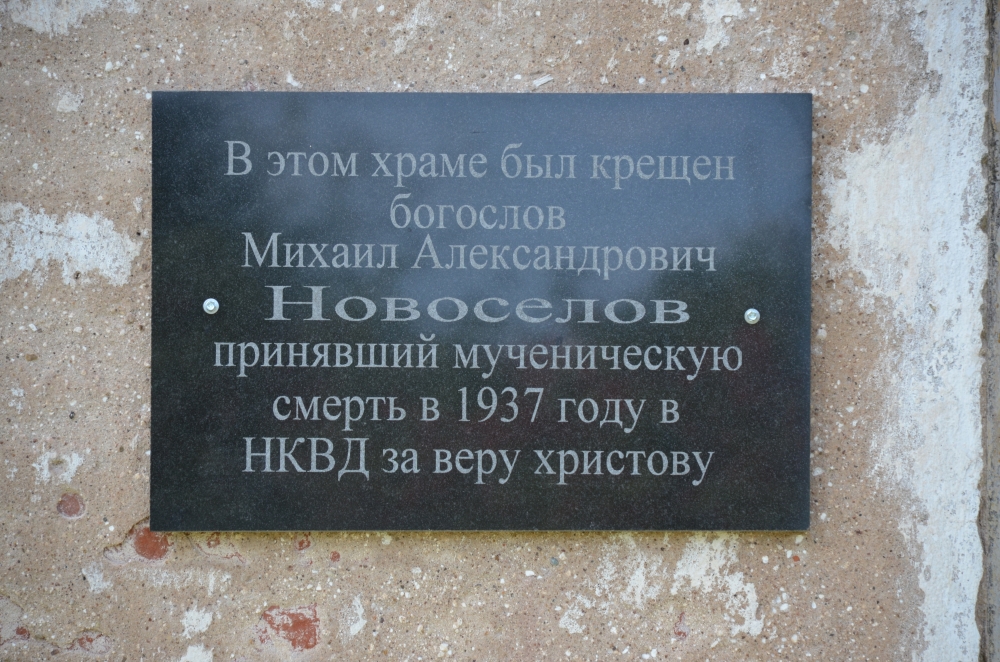 В этом храме был крещен
богослов
Михаил Александрович
Новоселов
принявший мученическую
смерть в 1937 году в
НКВД за веру христову